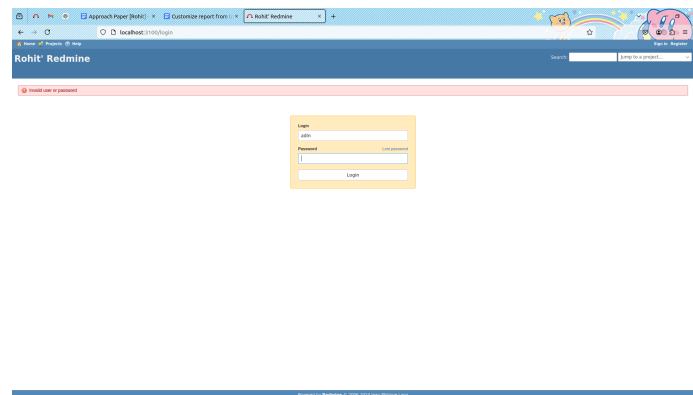 Approach Paper [Rohit]
Customize report from
Rohit' Redmine
localhost:3100/login
Home Projects Help
Sign in Register
Rohit' Redmine
Search:
Jump to a project...
Invalid user or password
Login
adm
Password
Lost password
Login